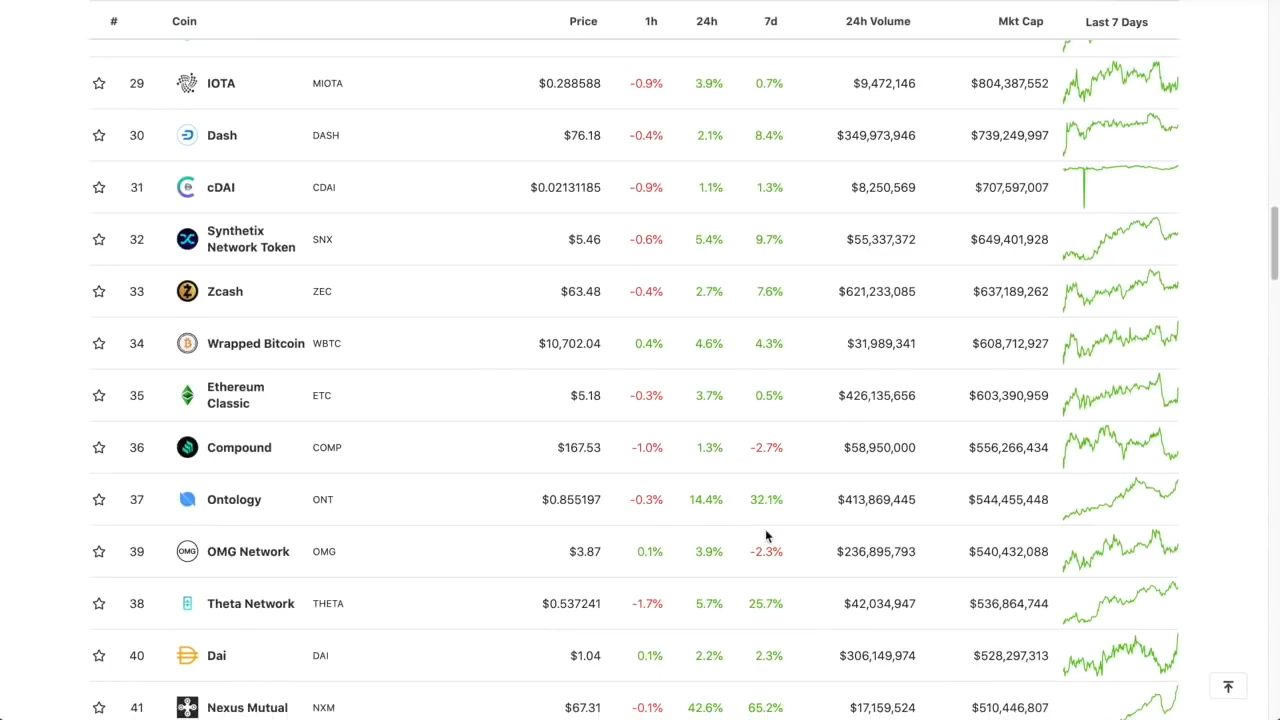 # Coin Price 1h 24h 7d 24h Volume Mkt Cap Last 7 Days
29 IOTA MIOTA $0.288588 -0.9% 3.9% 0.7% $9,472,146 $804,387,552
30 Dash DASH $76.18 -0.4% 2.1% 8.4% $349,973,946 $739,249,997
31 cDAI CDAI $0.02131185 -0.9% 1.1% 1.3% $8,250,569 $707,597,007
32 Synthetix
Network Token SNX $5.46 -0.6% 5.4% 9.7% $55,337,372 $649,401,928
33 Zcash ZEC $63.48 -0.4% 2.7% 7.6% $621,233,085 $637,189,262
34 Wrapped Bitcoin WBTC $10,702.04 0.4% 4.6% 4.3% $31,989,341 $608,712,927
35 Ethereum
Classic ETC $5.18 -0.3% 3.7% 0.5% $426,135,656 $603,390,959
36 Compound COMP $167.53 -1.0% 1.3% -2.7% $58,950,000 $556,266,434
37 Ontology ONT $0.855197 -0.3% 14.4% 32.1% $413,869,445 $544,455,448
39 OMG OMG Network OMG $3.87 0.1% 3.9% -2.3% $236,895,793 $540,432,088
38 Theta Network THETA $0.537241 -1.7% 5.7% 25.7% $42,034,947 $536,864,744
40 Dai DAI $1.04 0.1% 2.2% 2.3% $306,149,974 $528,297,313
41 Nexus Mutual NXM $67.31 -0.1% 42.6% 65.2% $17,159,524 $510,446,807